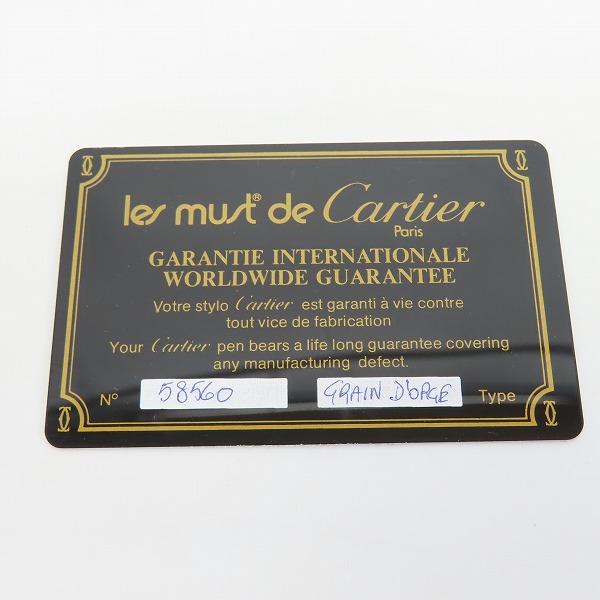 les must® de Cartier
Paris
GARANTIE INTERNATIONALE
WORLDWIDE GUARANTEE
Votre stylo Cartier est garanti à vie contre
tout vice de fabrication
Your Cartier pen bears a life long guarantee covering
any manufacturing defect.
N° 58560 GRAIN D'ORGE Type